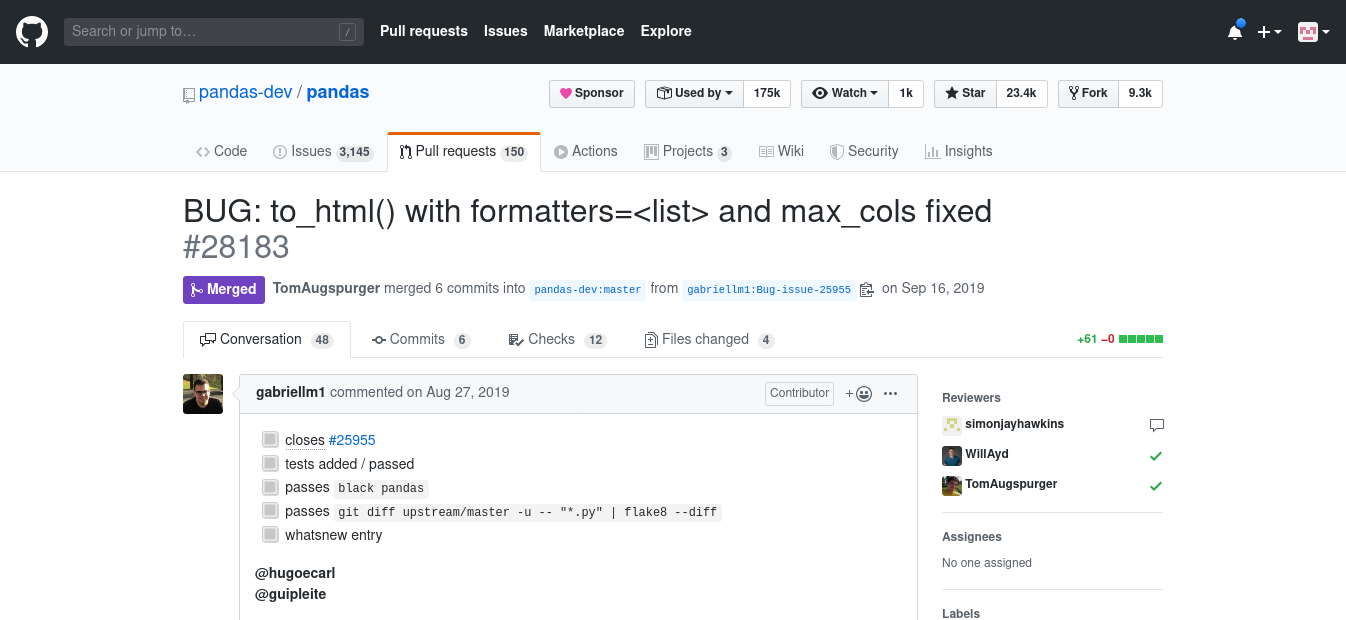 Search or jump to… / Pull requests Issues Marketplace Explore
pandas-dev / pandas Sponsor Used by 175k Watch 1k Star 23.4k Fork 9.3k
Code Issues 3,145 Pull requests 150 Actions Projects 3 Wiki Security Insights
BUG: to_html() with formatters=<list> and max_cols fixed
#28183
Merged TomAugspurger merged 6 commits into pandas-dev:master from gabriellm1:Bug-issue-25955 on Sep 16, 2019
Conversation 48 Commits 6 Checks 12 Files changed 4 +61 −0
gabriellm1 commented on Aug 27, 2019 Contributor + ···
closes #25955
tests added / passed
passes black pandas
passes git diff upstream/master -u -- "*.py" | flake8 --diff
whatsnew entry
@hugoecarl
@guipleite
Reviewers
simonjayhawkins
WillAyd
TomAugspurger
Assignees
No one assigned
Labels